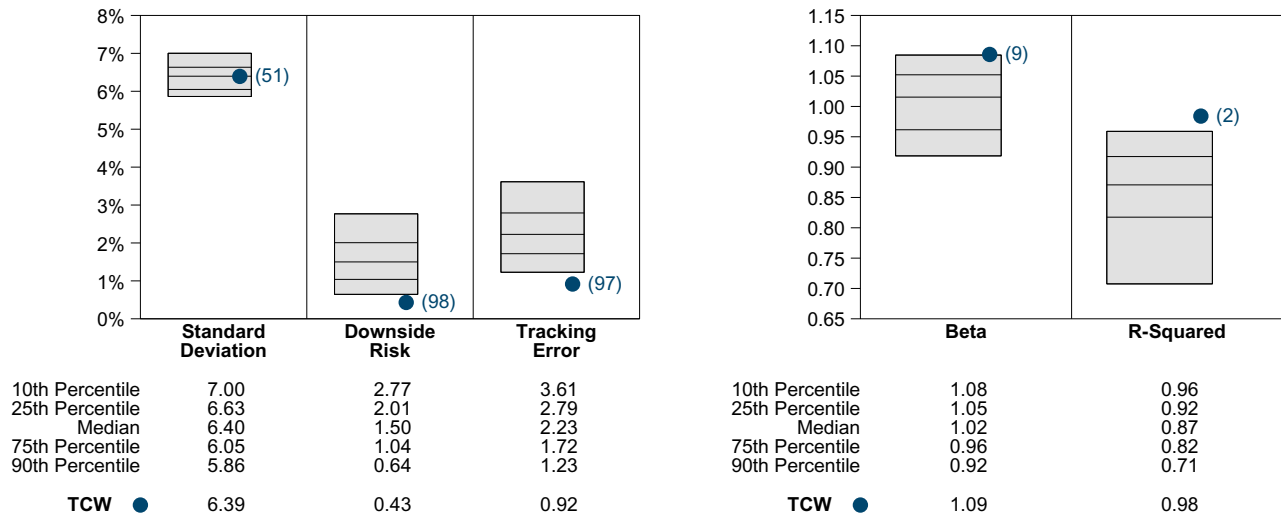 8%
7%
6%
5%
4%
3%
2%
1%
0%
(51)
(98)
(97)
Standard Deviation
Downside Risk
Tracking Error
10th Percentile 7.00 2.77 3.61
25th Percentile 6.63 2.01 2.79
Median 6.40 1.50 2.23
75th Percentile 6.05 1.04 1.72
90th Percentile 5.86 0.64 1.23
TCW 6.39 0.43 0.92
1.15
1.10
1.05
1.00
0.95
0.90
0.85
0.80
0.75
0.70
0.65
(9)
(2)
Beta R-Squared
10th Percentile 1.08 0.96
25th Percentile 1.05 0.92
Median 1.02 0.87
75th Percentile 0.96 0.82
90th Percentile 0.92 0.71
TCW 1.09 0.98